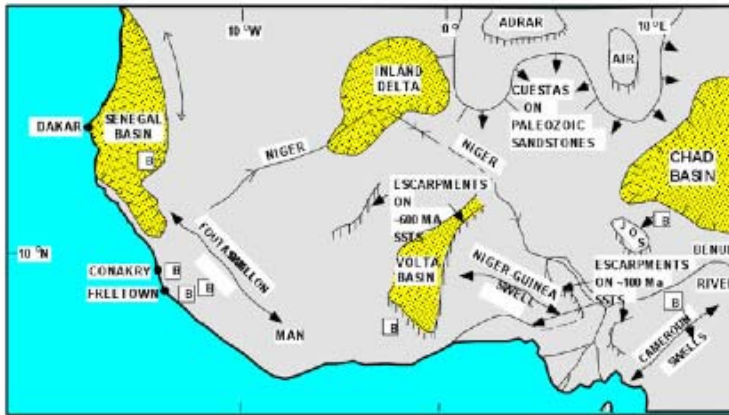 10 °W
0°
10 °E
ADRAR
AIR
INLAND
DELTA
CUESTAS
ON
PALEOZOIC
SANDSTONES
DAKAR
SENEGAL
BASIN
B
NIGER
NIGER
CHAD
BASIN
ESCARPMENTS
ON
~600 MA
SSTS
B
JOS
BENUE
RIVER
10 °N
FOUTA
VOLTA
BASIN
NIGER-GUINEA
SWELL
ESCARPMENTS
ON ~100 Ma
SSTS
CONAKRY
B
FREETOWN
B
B
B
B
MAN
CAMEROUN
SWELLS